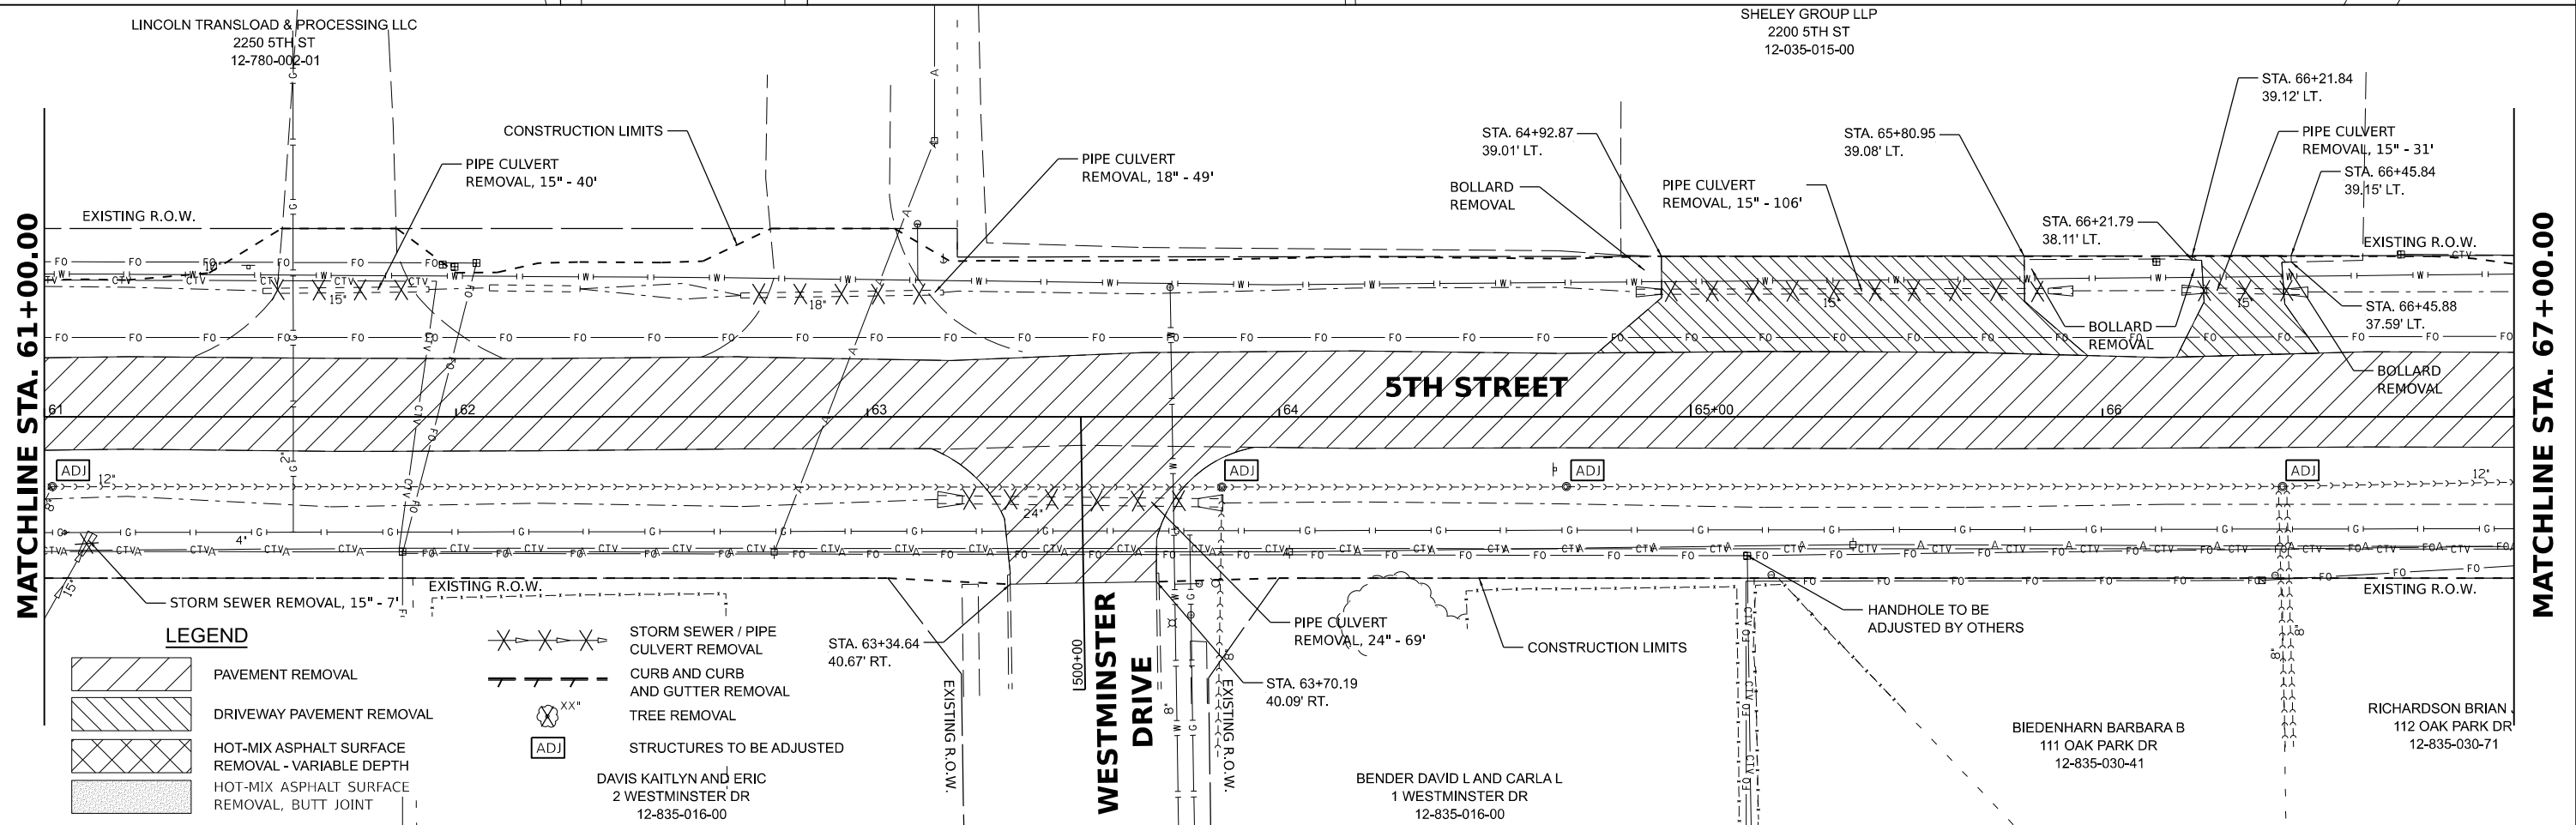 LINCOLN TRANSLOAD & PROCESSING LLC
2250 5TH ST
12-780-002-01
SHELEY GROUP LLP
2200 5TH ST
12-035-015-00
STA. 66+21.84
39.12' LT.
CONSTRUCTION LIMITS
PIPE CULVERT
REMOVAL, 15" - 40'
PIPE CULVERT
REMOVAL, 18" - 49'
STA. 64+92.87
39.01' LT.
STA. 65+80.95
39.08' LT.
PIPE CULVERT
REMOVAL, 15" - 31'
STA. 66+45.84
39.15' LT.
BOLLARD
REMOVAL
PIPE CULVERT
REMOVAL, 15" - 106'
STA. 66+21.79
38.11' LT.
EXISTING R.O.W.
EXISTING R.O.W.
MATCHLINE STA. 61+00.00
MATCHLINE STA. 67+00.00
15"
18"
15"
15"
STA. 66+45.88
37.59' LT.
BOLLARD
REMOVAL
BOLLARD
REMOVAL
5TH STREET
61
62
63
64
65+00
66
ADJ
ADJ
ADJ
ADJ
12"
12"
2"
8"
24"
4"
15"
STORM SEWER REMOVAL, 15" - 7'
EXISTING R.O.W.
EXISTING R.O.W.
HANDHOLE TO BE
ADJUSTED BY OTHERS
PIPE CULVERT
REMOVAL, 24" - 69'
CONSTRUCTION LIMITS
STA. 63+34.64
40.67' RT.
STA. 63+70.19
40.09' RT.
500+00
WESTMINSTER
DRIVE
EXISTING R.O.W.
EXISTING R.O.W.
8"
8"
8"
8"
LEGEND
PAVEMENT REMOVAL
DRIVEWAY PAVEMENT REMOVAL
HOT-MIX ASPHALT SURFACE
REMOVAL - VARIABLE DEPTH
HOT-MIX ASPHALT SURFACE
REMOVAL, BUTT JOINT
STORM SEWER / PIPE
CULVERT REMOVAL
CURB AND CURB
AND GUTTER REMOVAL
XX"
TREE REMOVAL
ADJ
STRUCTURES TO BE ADJUSTED
DAVIS KAITLYN AND ERIC
2 WESTMINSTER DR
12-835-016-00
BENDER DAVID L AND CARLA L
1 WESTMINSTER DR
12-835-016-00
BIEDENHARN BARBARA B
111 OAK PARK DR
12-835-030-41
RICHARDSON BRIAN
112 OAK PARK DR
12-835-030-71